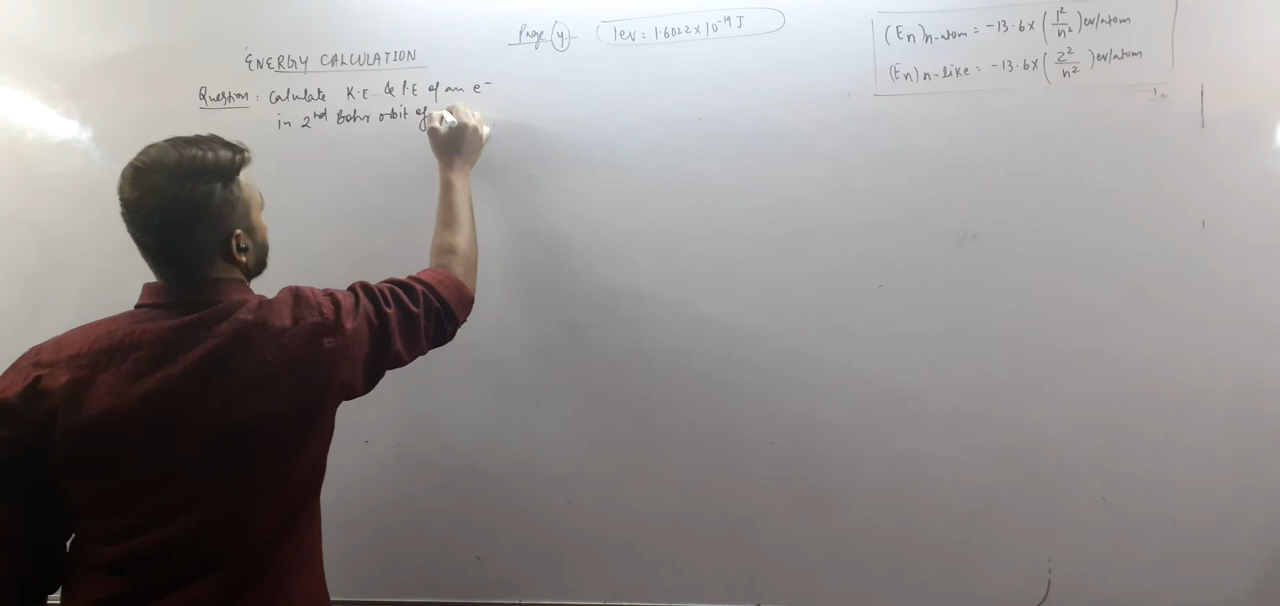 Page 4
1ev = 1.6022 × 10⁻¹⁹ J
(En)n-atom = -13.6 × (1²/n²) ev/atom
(En)n-like = -13.6 × (Z²/n²) ev/atom
ENERGY CALCULATION
Question : Calculate K.E & P.E of an e⁻
in 2nd Bohr orbit of